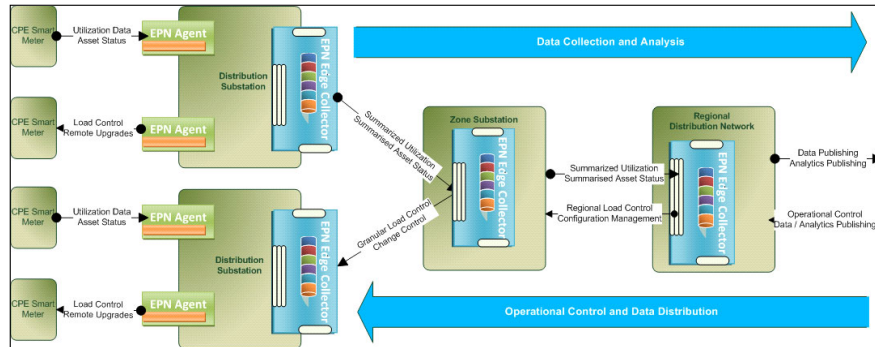 CPE Smart
Meter
Utilization Data
Asset Status
EPN Agent
Distribution
Substation
EPN Edge Collector
Data Collection and Analysis
CPE Smart
Meter
Load Control
Remote Upgrades
EPN Agent
Summarized Utilization
Summarised Asset Status
Zone Substation
EPN Edge Collector
Summarized Utilization
Summarised Asset Status
Regional Load Control
Configuration Management
Regional
Distribution Network
EPN Edge Collector
Data Publishing
Analytics Publishing
Operational Control
Data / Analytics Publishing
CPE Smart
Meter
Utilization Data
Asset Status
EPN Agent
Distribution
Substation
EPN Edge Collector
Granular Load Control
Change Control
CPE Smart
Meter
Load Control
Remote Upgrades
EPN Agent
Operational Control and Data Distribution